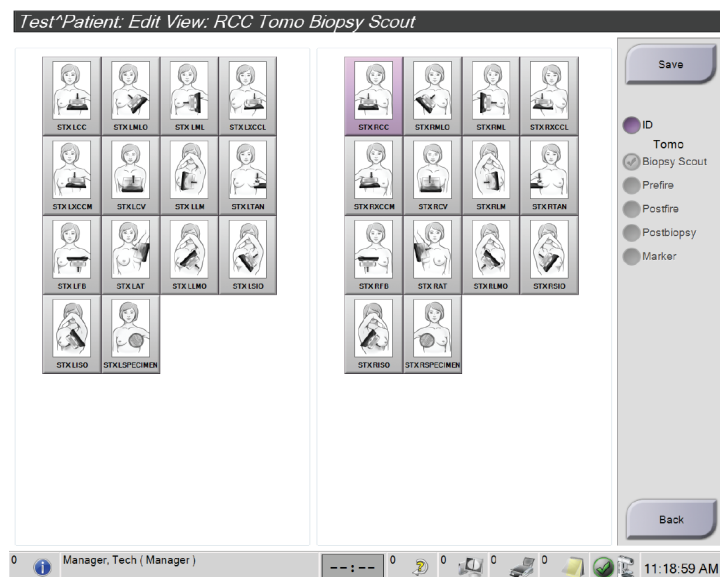 Test^Patient: Edit View: RCC Tomo Biopsy Scout
STX LCC STX LMLO STX LML STX LXCCL
STX LXCCM STX LCV STX LLM STX LTAN
STX LFB STX LAT STX LLMO STX LSIO
STX LISO STX LSPECIMEN
STX RCC STX RMLO STX RML STX RXCCL
STX RXCCM STX RCV STX RLM STX RTAN
STX RFB STX RAT STX RLMO STX RSIO
STX RISO STX RSPECIMEN
Save
ID
Tomo
Biopsy Scout
Prefire
Postfire
Postbiopsy
Marker
Back
0 Manager, Tech ( Manager ) --:-- 0 0 0 0 11:18:59 AM